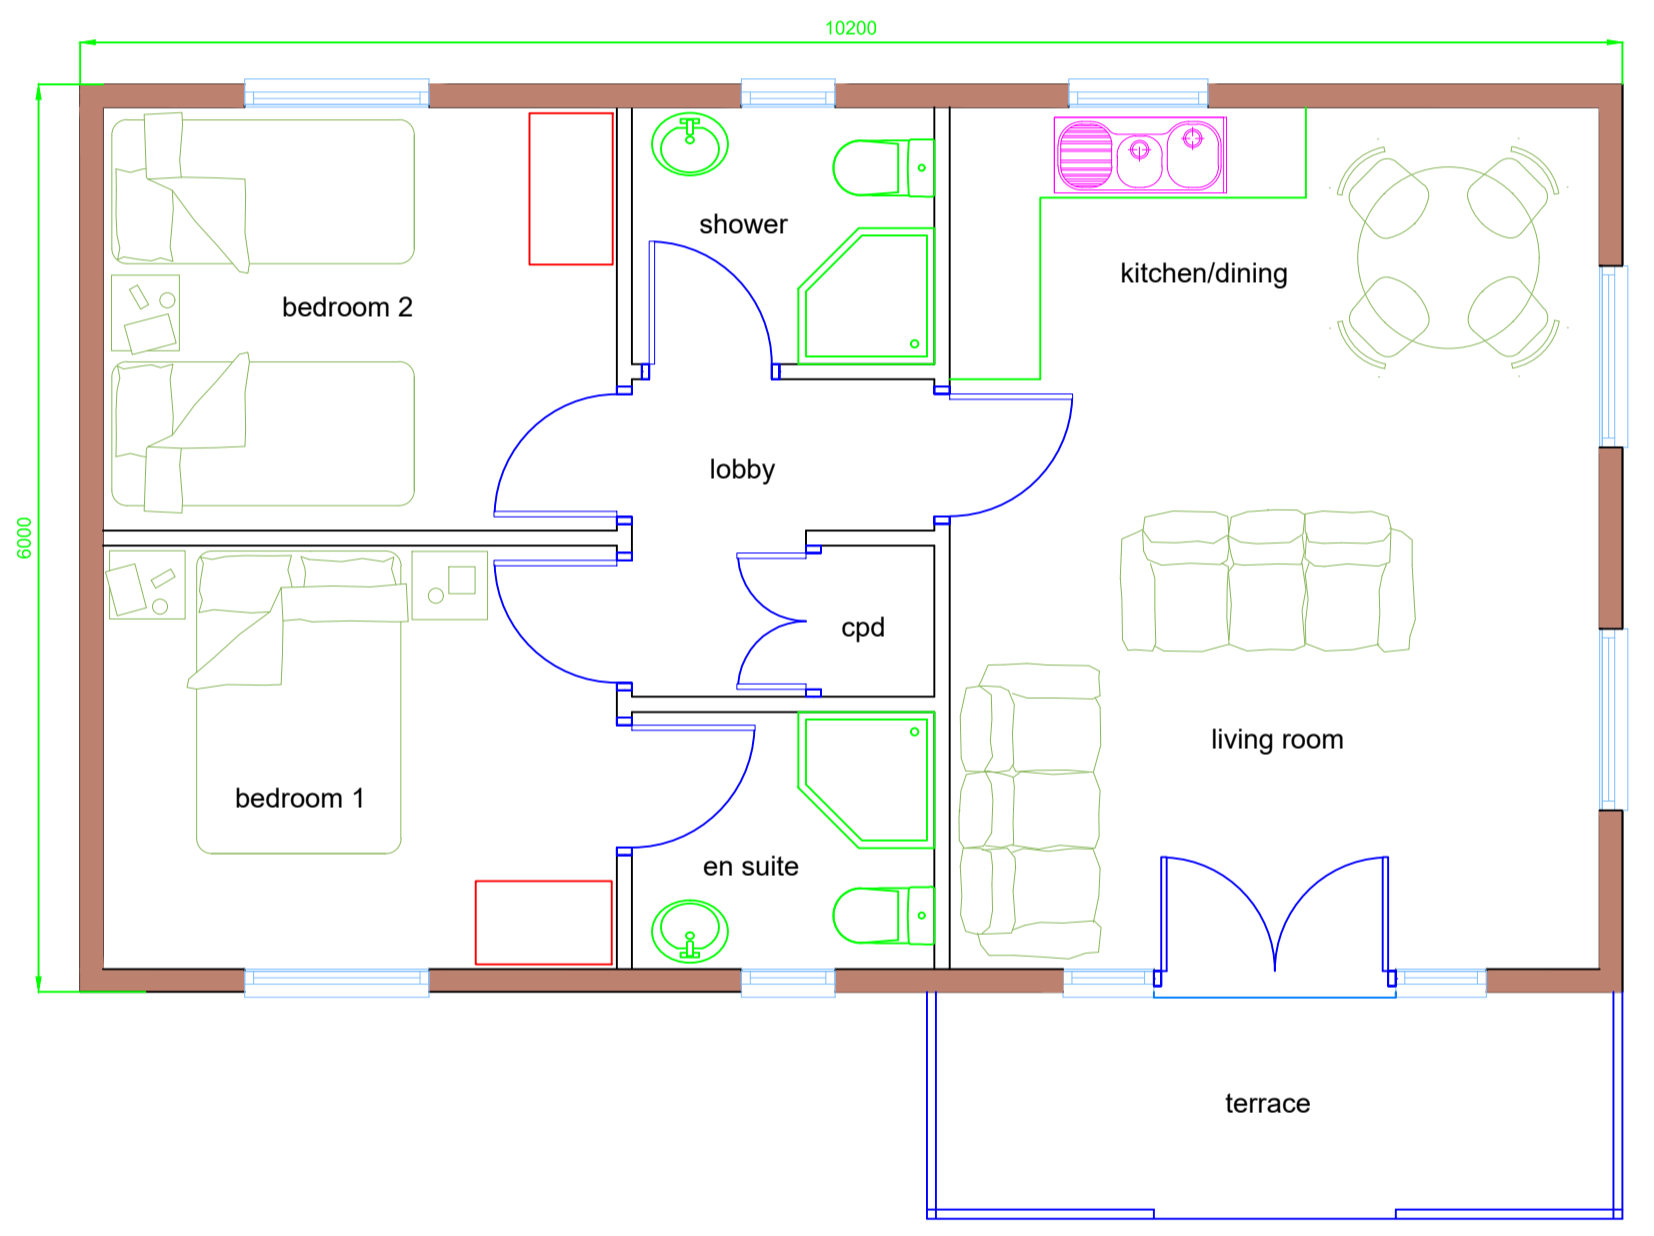 10200
shower
kitchen/dining
bedroom 2
lobby
6000
cpd
living room
bedroom 1
en suite
terrace